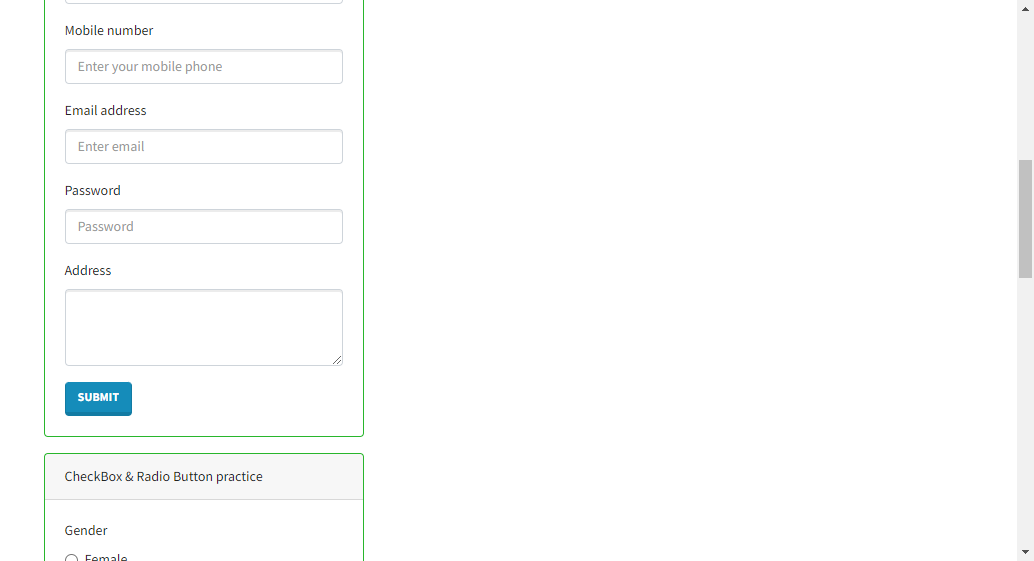 Mobile number
Enter your mobile phone
Email address
Enter email
Password
Password
Address
SUBMIT
CheckBox & Radio Button practice
Gender
Female